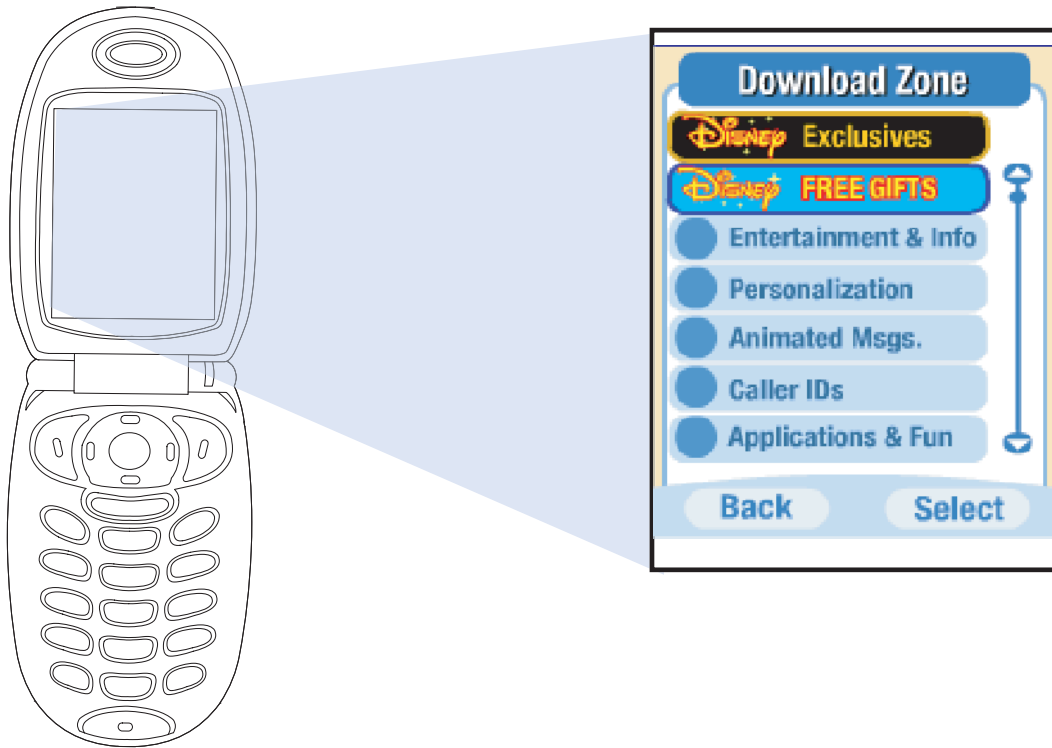 Download Zone
Disney Exclusives
Disney FREE GIFTS
Entertainment & Info
Personalization
Animated Msgs.
Caller IDs
Applications & Fun
Back Select